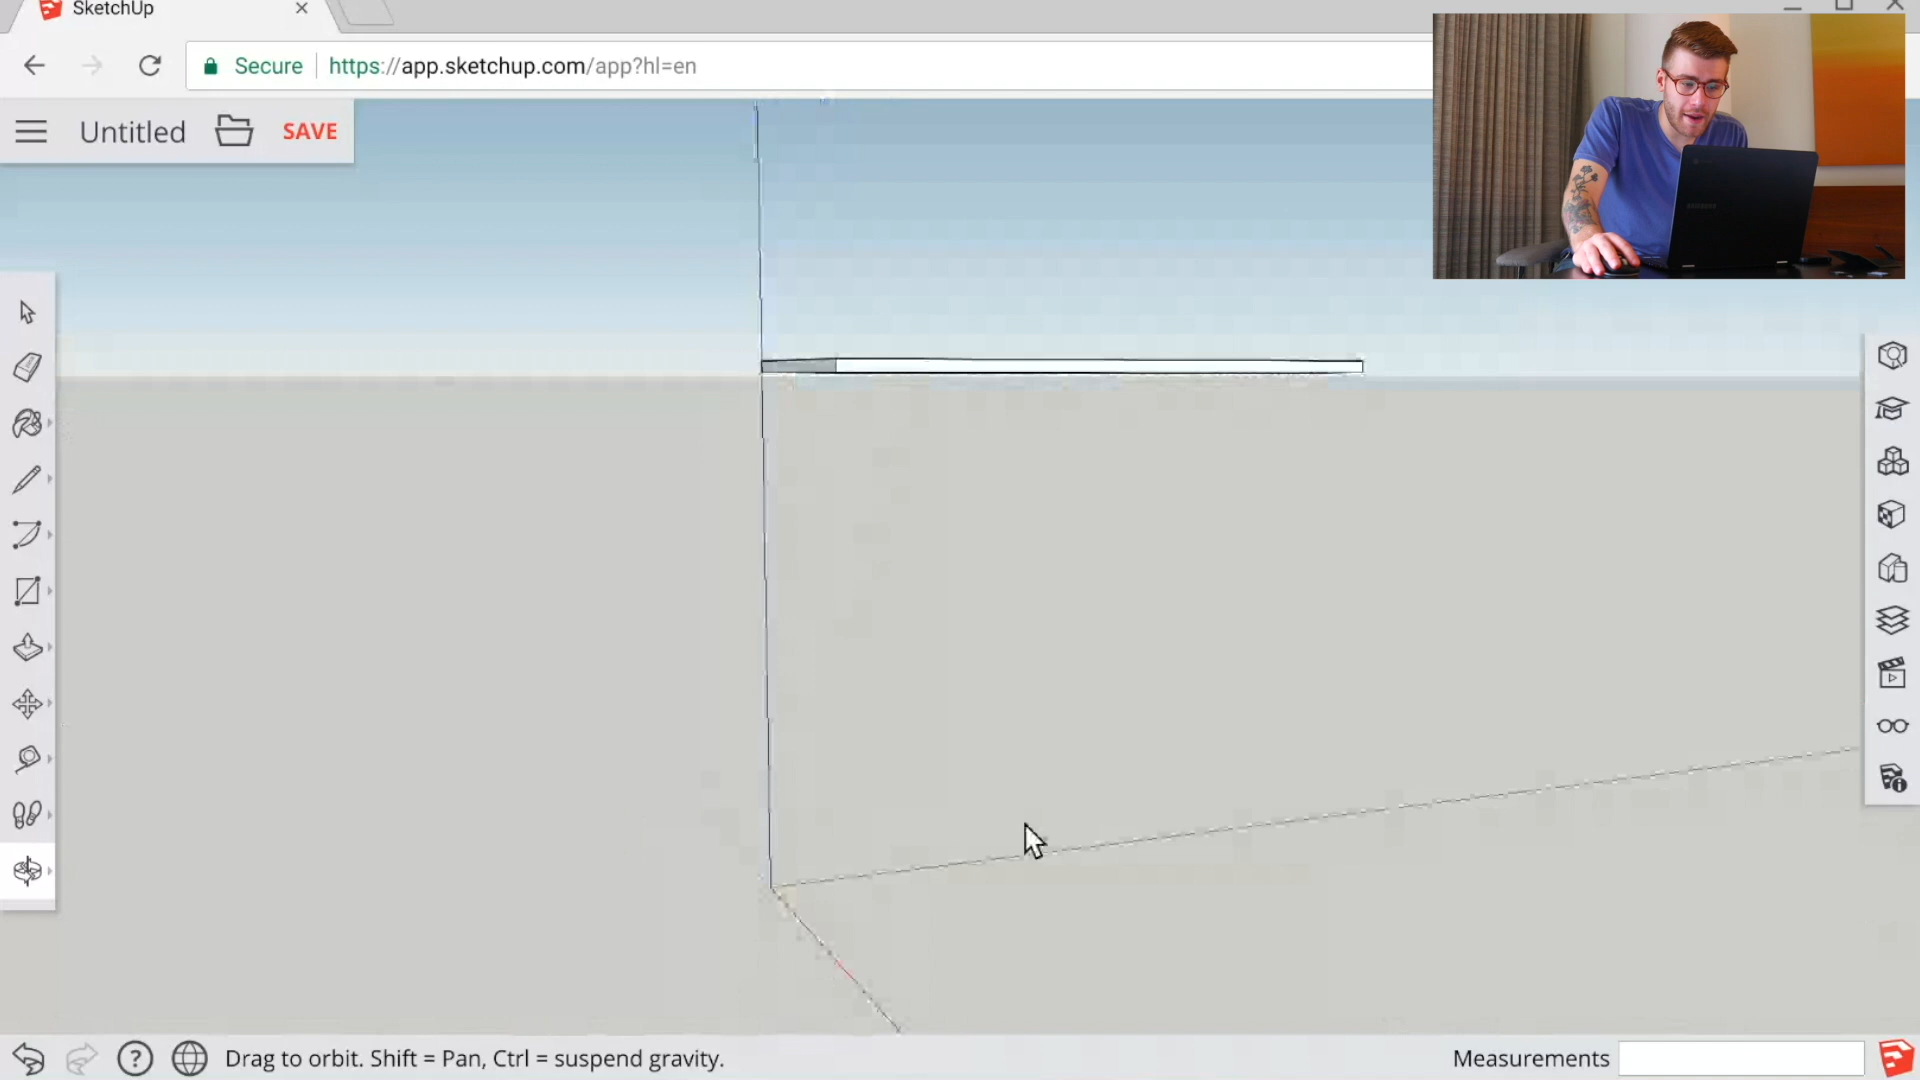 SketchUp
Secure https://app.sketchup.com/app?hl=en
Untitled SAVE
Drag to orbit. Shift = Pan, Ctrl = suspend gravity.
Measurements